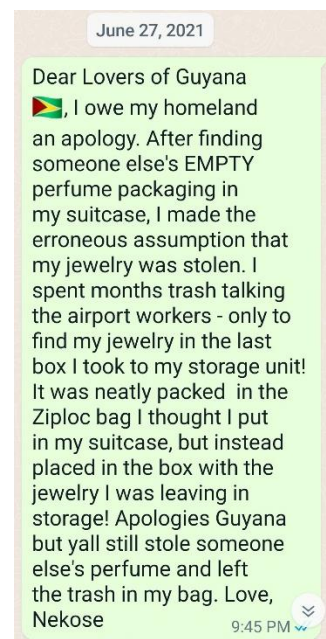 June 27, 2021
Dear Lovers of Guyana
🇬🇾, I owe my homeland
an apology. After finding
someone else's EMPTY
perfume packaging in
my suitcase, I made the
erroneous assumption that
my jewelry was stolen. I
spent months trash talking
the airport workers - only to
find my jewelry in the last
box I took to my storage unit!
It was neatly packed  in the
Ziploc bag I thought I put
in my suitcase, but instead
placed in the box with the
jewelry I was leaving in
storage! Apologies Guyana
but yall still stole someone
else's perfume and left
the trash in my bag. Love,
Nekose
9:45 PM